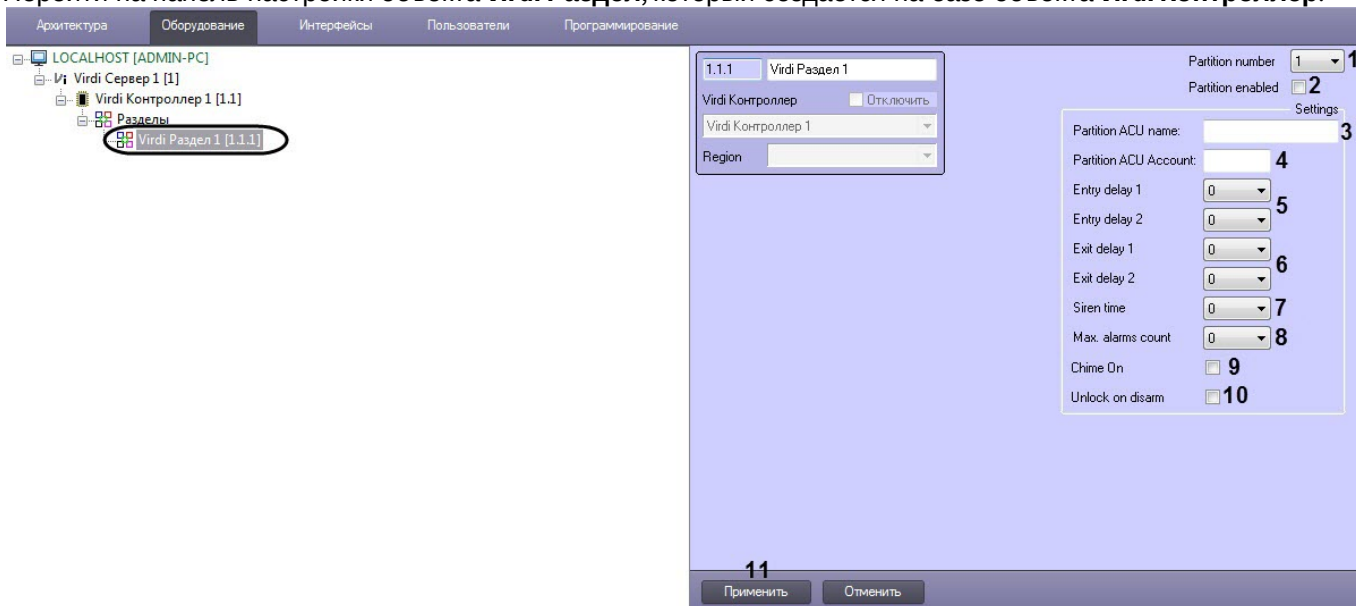 Перейти на панель настройки объекта Virdi Раздел, который создается на базе объекта Virdi Контроллер.
Архитектура Оборудование Интерфейсы Пользователи Программирование
LOCALHOST [ADMIN-PC]
Virdi Сервер 1 [1]
Virdi Контроллер 1 [1.1]
Разделы
Virdi Раздел 1 [1.1.1]
1.1.1 Virdi Раздел 1
Virdi Контроллер Отключить
Virdi Контроллер 1
Region
Partition number 1 1
Partition enabled 2
Settings
Partition ACU name: 3
Partition ACU Account: 4
Entry delay 1 0
5
Entry delay 2 0
Exit delay 1 0
6
Exit delay 2 0
Siren time 0 7
Max. alarms count 0 8
Chime On 9
Unlock on disarm 10
11
Применить Отменить